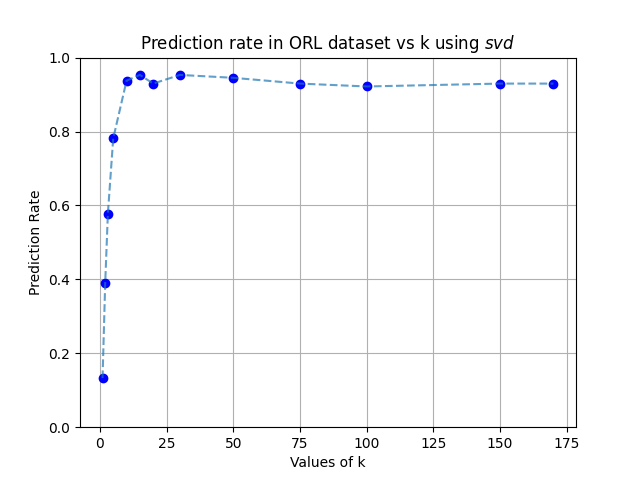 Prediction rate in ORL dataset vs k using svd
1.0
0.8
0.6
0.4
0.2
0.0
Prediction Rate
0 25 50 75 100 125 150 175
Values of k